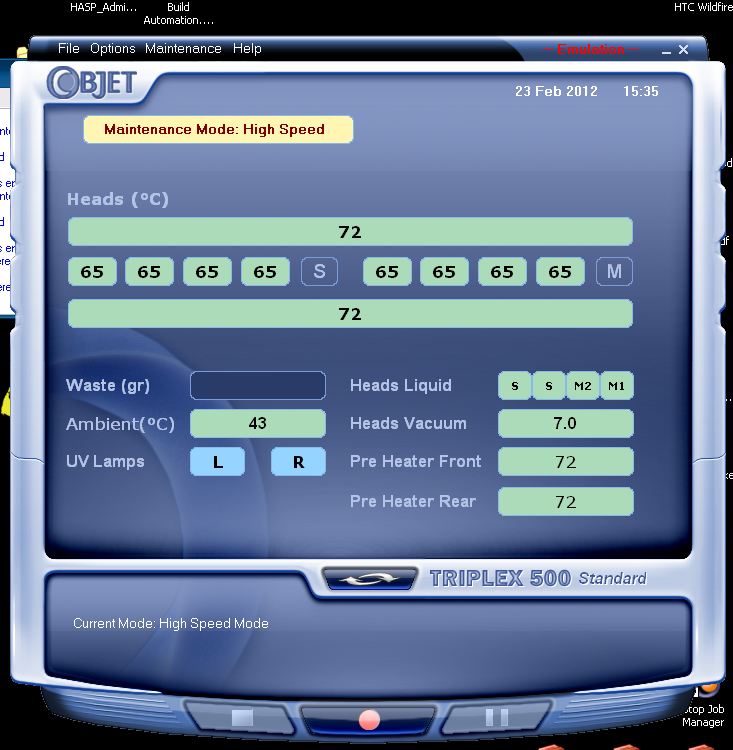 HASP_Admi... Build HTC Wildfire
Automation....
File Options Maintenance Help Emulation
OBJET
23 Feb 2012 15:35
Maintenance Mode: High Speed
Heads (ºC)
72
65 65 65 65 S 65 65 65 65 M
72
Waste (gr) Heads Liquid S S M2 M1
Ambient(ºC) 43 Heads Vacuum 7.0
UV Lamps L R Pre Heater Front 72
Pre Heater Rear 72
TRIPLEX 500 Standard
Current Mode: High Speed Mode
Job
Manager